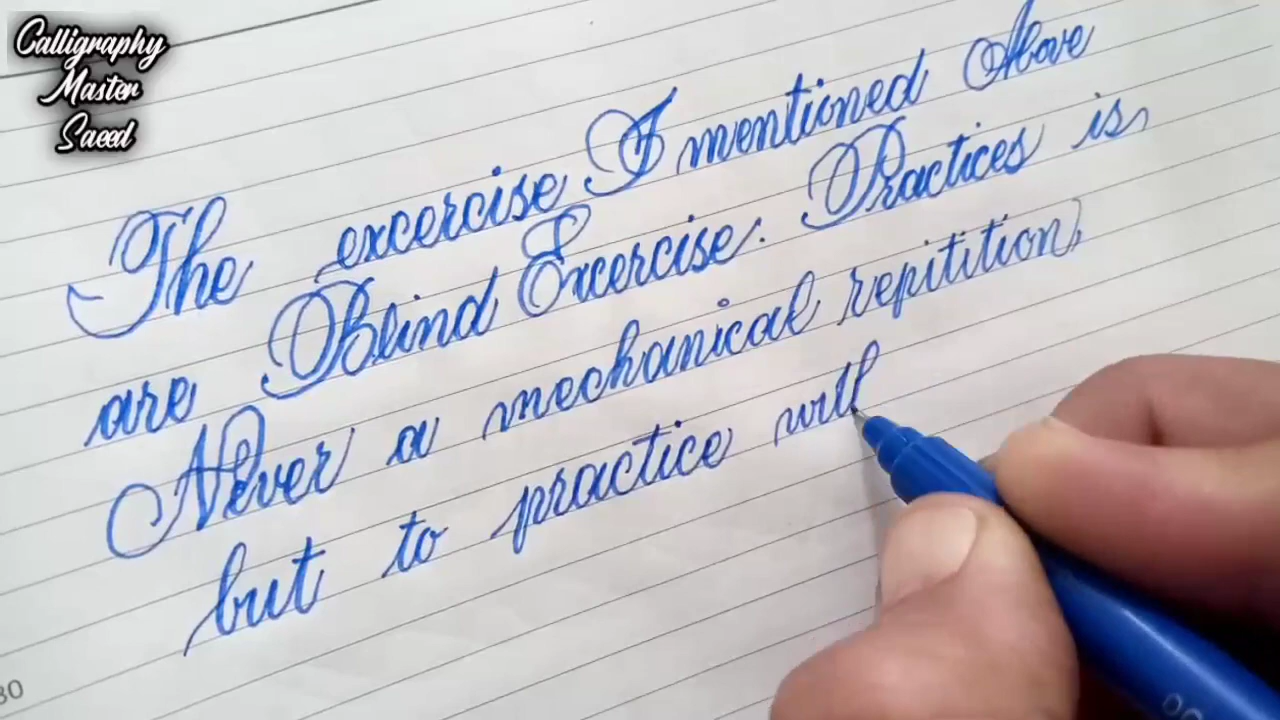 Calligraphy
Master
Saeed
The excercise I mentioned Above
are Blind Excercise. Practices is
Never a mechanical repitition,
but to practice with
30